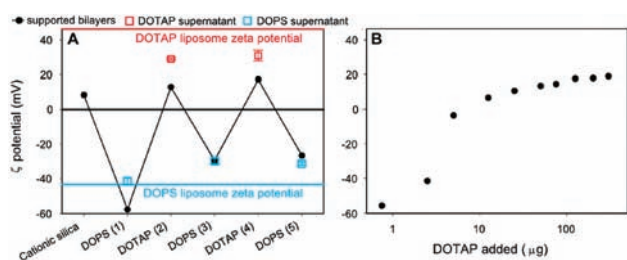 supported bilayers DOTAP supernatant DOPS supernatant
A
DOTAP liposome zeta potential
DOPS liposome zeta potential
ζ potential (mV)
40
20
0
-20
-40
-60
Cationic silica
DOPS (1)
DOTAP (2)
DOPS (3)
DOTAP (4)
DOPS (5)
B
40
20
0
-20
-40
-60
1 10 100
DOTAP added (μg)